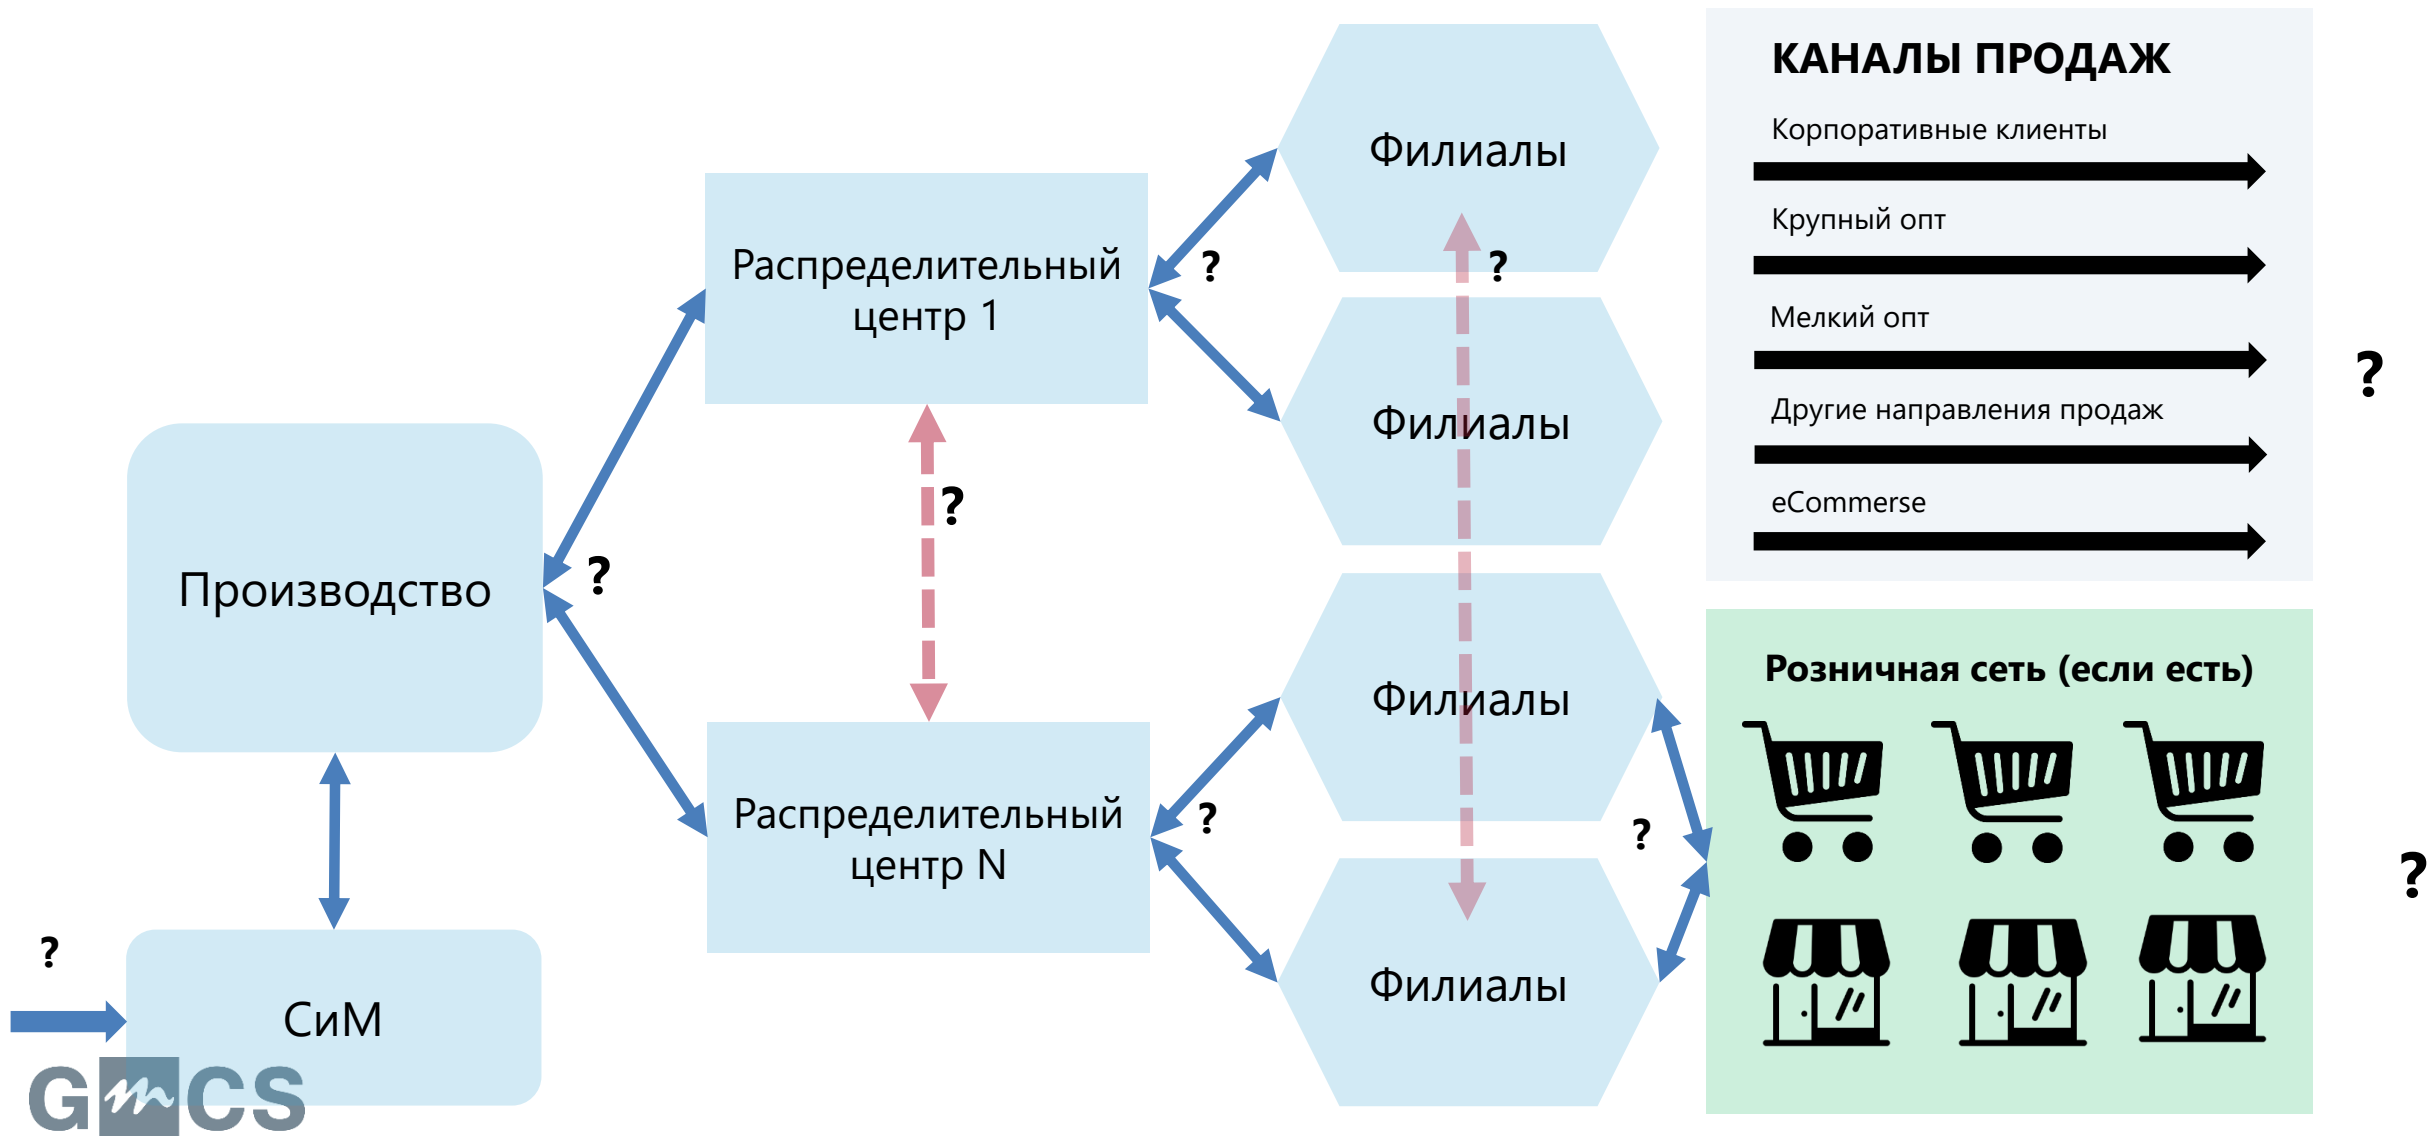 КАНАЛЫ ПРОДАЖ
Корпоративные клиенты
Крупный опт
Мелкий опт
Другие направления продаж
eCommerse
?
Филиалы
?
?
Распределительный
центр 1
Филиалы
?
Производство
?
Распределительный
центр N
?
Филиалы
?
Филиалы
Розничная сеть (если есть)
?
?
СиМ
GmCS